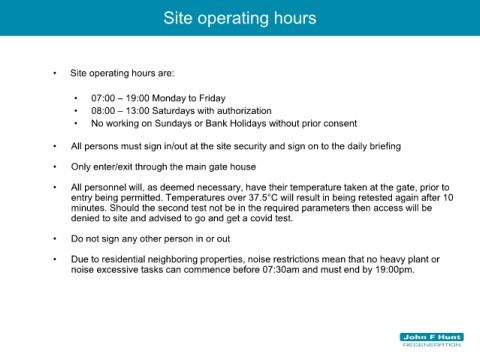 Site operating hours
• Site operating hours are:
• 07:00 – 19:00 Monday to Friday
• 08:00 – 13:00 Saturdays with authorization
• No working on Sundays or Bank Holidays without prior consent
• All persons must sign in/out at the site security and sign on to the daily briefing
• Only enter/exit through the main gate house
• All personnel will, as deemed necessary, have their temperature taken at the gate, prior to
entry being permitted. Temperatures over 37.5°C will result in being retested again after 10
minutes. Should the second test not be in the required parameters then access will be
denied to site and advised to go and get a covid test.
• Do not sign any other person in or out
• Due to residential neighboring properties, noise restrictions mean that no heavy plant or
noise excessive tasks can commence before 07:30am and must end by 19:00pm.
John F Hunt
REGENERATION